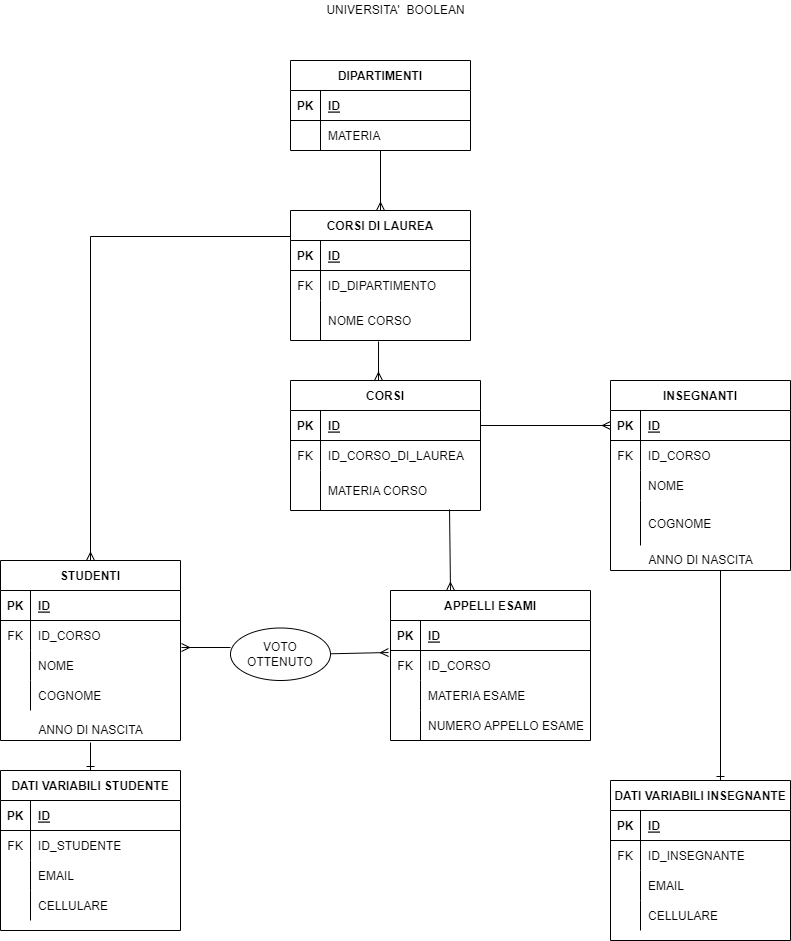 UNIVERSITA' BOOLEAN
DIPARTIMENTI
PK ID
MATERIA
CORSI DI LAUREA
PK ID
FK ID_DIPARTIMENTO
NOME CORSO
CORSI
PK ID
FK ID_CORSO_DI_LAUREA
MATERIA CORSO
INSEGNANTI
PK ID
FK ID_CORSO
NOME
COGNOME
ANNO DI NASCITA
STUDENTI
PK ID
FK ID_CORSO
NOME
COGNOME
ANNO DI NASCITA
VOTO
OTTENUTO
APPELLI ESAMI
PK ID
FK ID_CORSO
MATERIA ESAME
NUMERO APPELLO ESAME
DATI VARIABILI STUDENTE
PK ID
FK ID_STUDENTE
EMAIL
CELLULARE
DATI VARIABILI INSEGNANTE
PK ID
FK ID_INSEGNANTE
EMAIL
CELLULARE